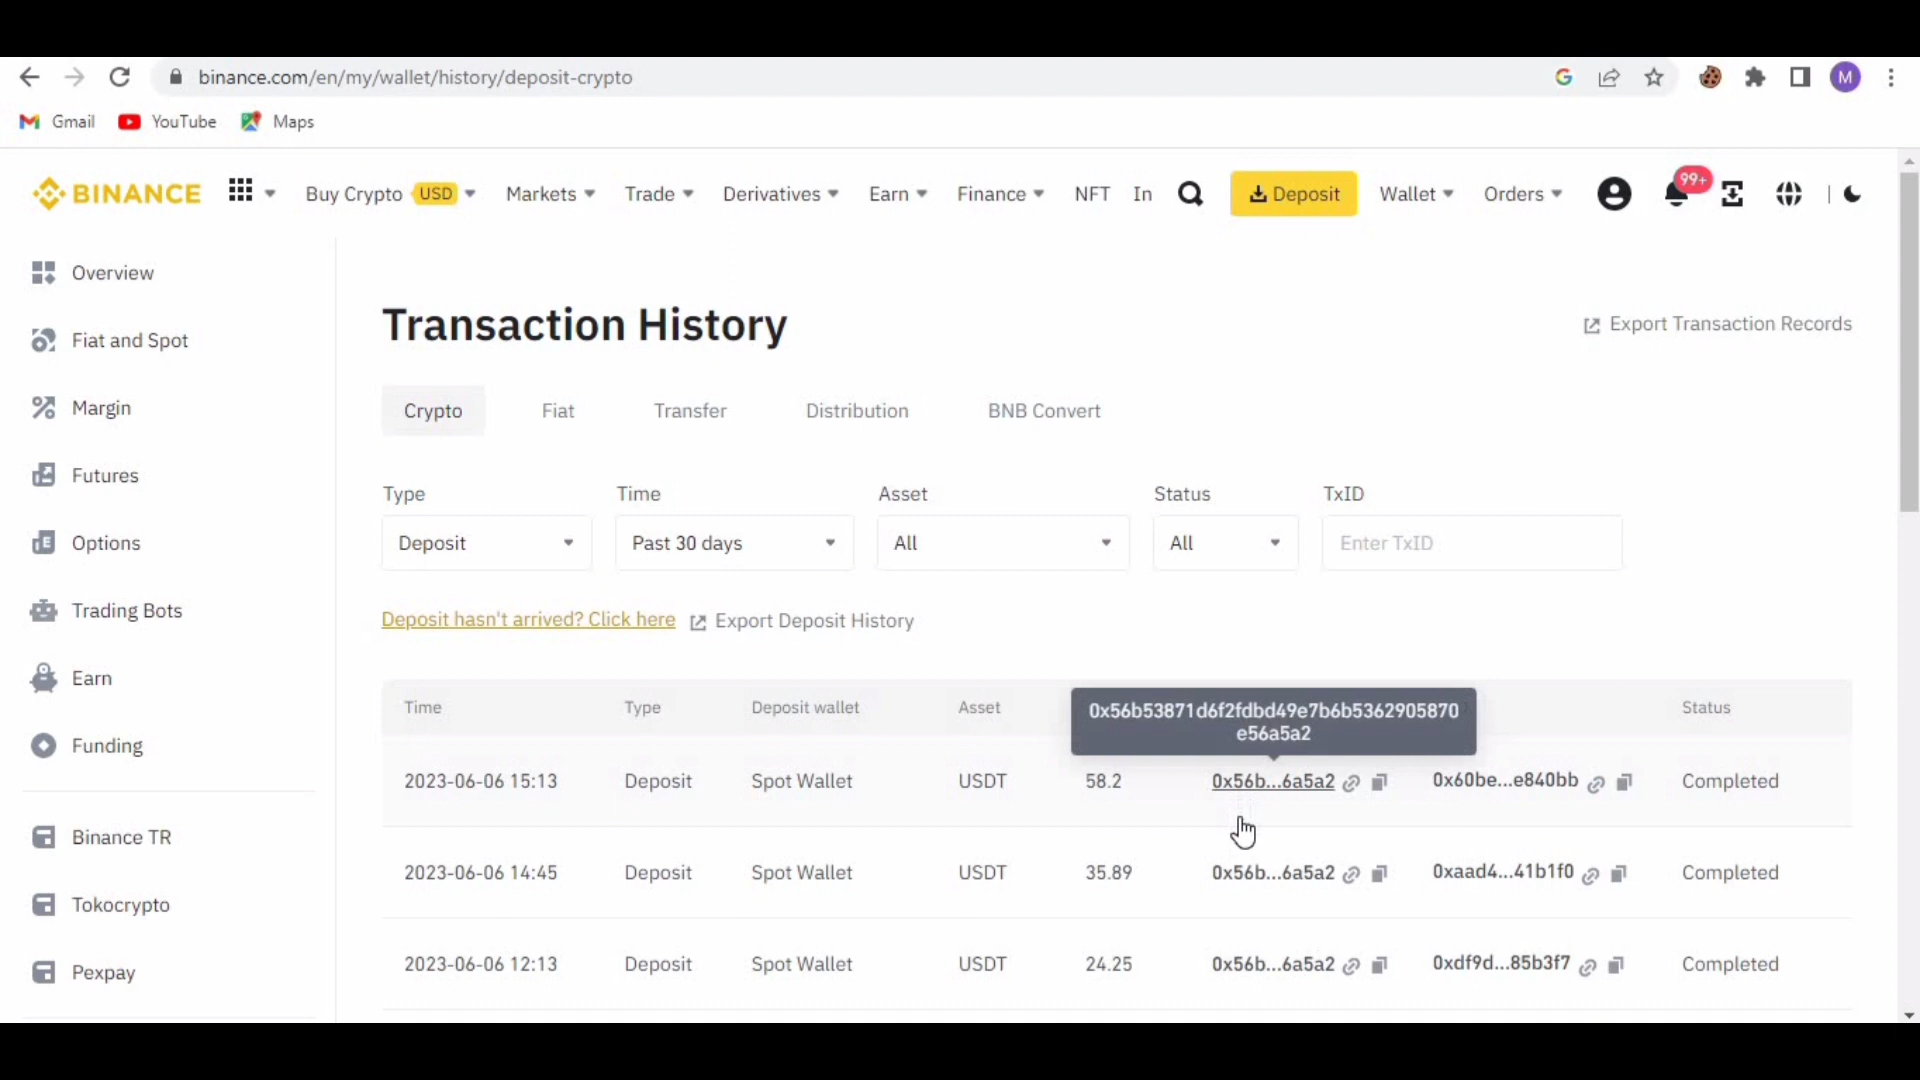 binance.com/en/my/wallet/history/deposit-crypto
M
Gmail YouTube Maps
BINANCE Buy Crypto USD Markets Trade Derivatives Earn Finance NFT In Deposit Wallet Orders 99+
Overview
Fiat and Spot
Margin
Futures
Options
Trading Bots
Earn
Funding
Binance TR
Tokocrypto
Pexpay
Transaction History
Export Transaction Records
Crypto Fiat Transfer Distribution BNB Convert
Type Time Asset Status TxID
Deposit Past 30 days All All Enter TxID
Deposit hasn't arrived? Click here Export Deposit History
Time Type Deposit wallet Asset Status
0x56b53871d6f2fdbd49e7b6b5362905870
e56a5a2
2023-06-06 15:13 Deposit Spot Wallet USDT 58.2 0x56b...6a5a2 0x60be...e840bb Completed
2023-06-06 14:45 Deposit Spot Wallet USDT 35.89 0x56b...6a5a2 0xaad4...41b1f0 Completed
2023-06-06 12:13 Deposit Spot Wallet USDT 24.25 0x56b...6a5a2 0xdf9d...85b3f7 Completed